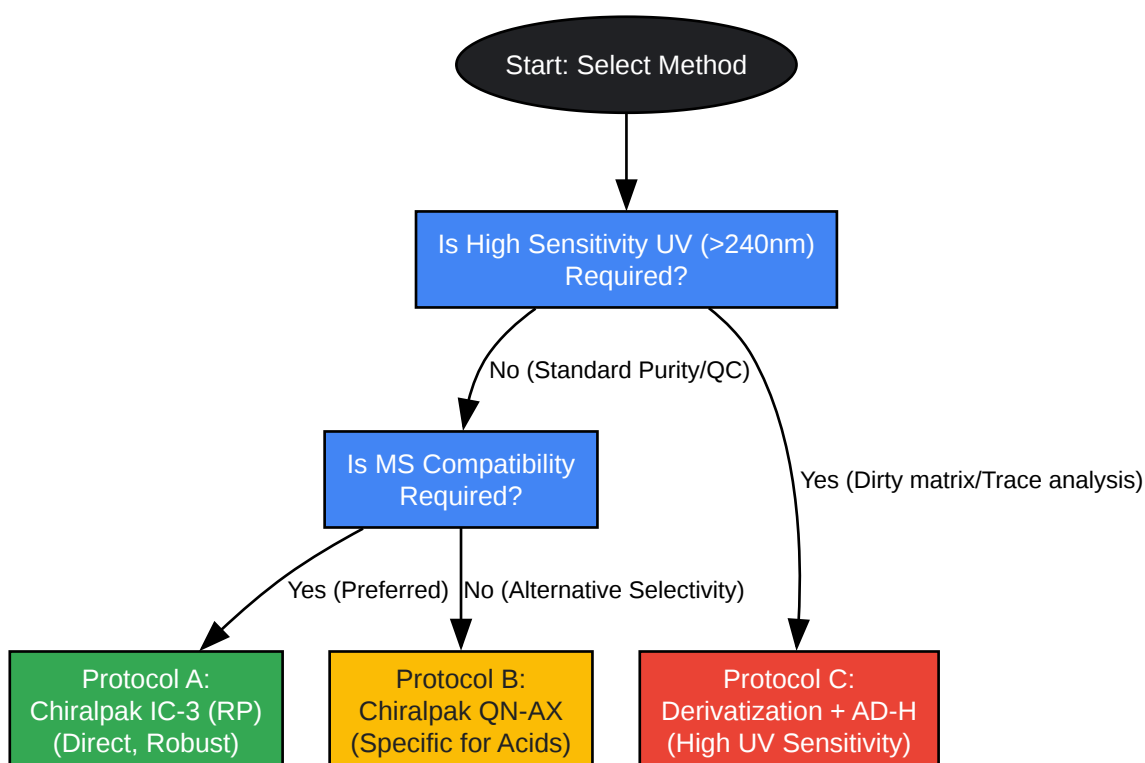 Start: Select Method
Is High Sensitivity UV (>240nm)
Required?
No (Standard Purity/QC)
Is MS Compatibility
Required?
Yes (Dirty matrix/Trace analysis)
Yes (Preferred)
No (Alternative Selectivity)
Protocol A:
Chiralpak IC-3 (RP)
(Direct, Robust)
Protocol B:
Chiralpak QN-AX
(Specific for Acids)
Protocol C:
Derivatization + AD-H
(High UV Sensitivity)